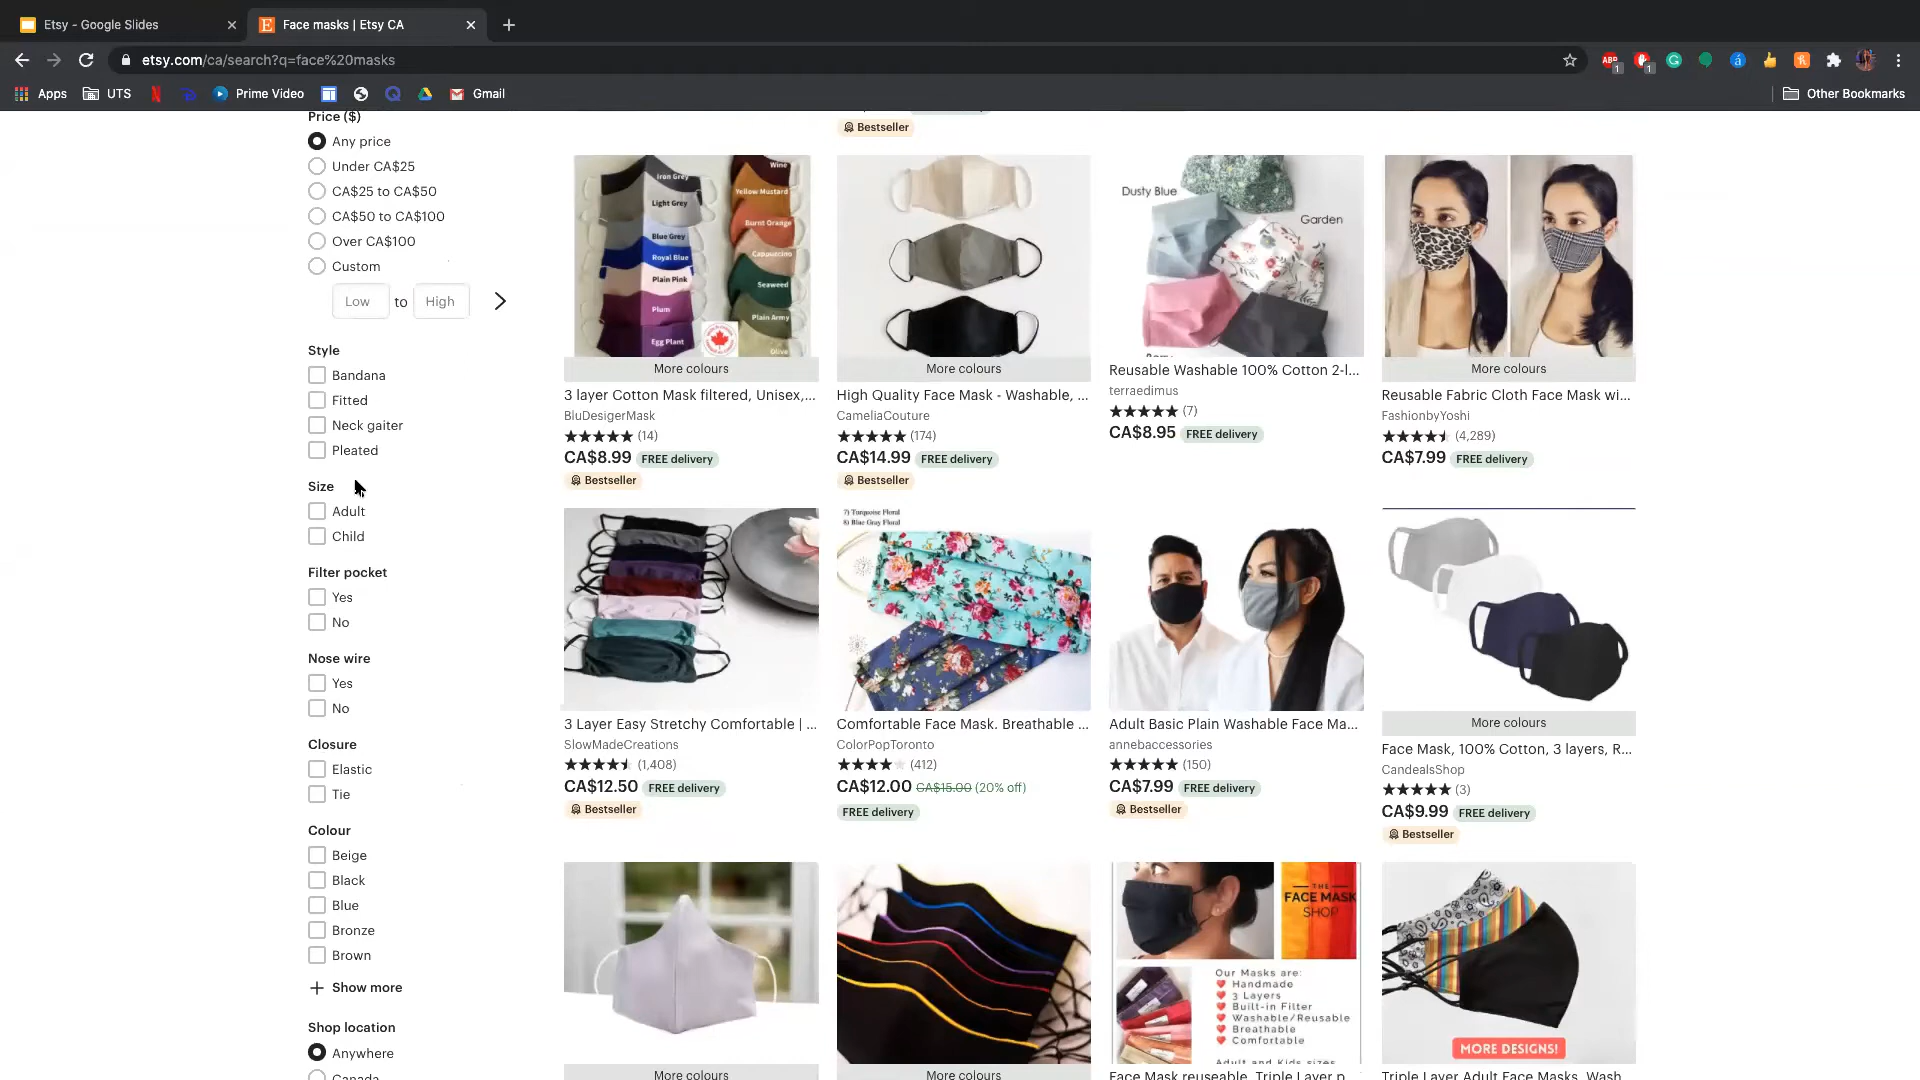 Etsy - Google Slides
Face masks | Etsy CA
etsy.com/ca/search?q=face%20masks
Apps
UTS
Prime Video
Gmail
Other Bookmarks
Price ($)
Any price
Under CA$25
CA$25 to CA$50
CA$50 to CA$100
Over CA$100
Custom
Low to High
Style
Bandana
Fitted
Neck gaiter
Pleated
Size
Adult
Child
Filter pocket
Yes
No
Nose wire
Yes
No
Closure
Elastic
Tie
Colour
Beige
Black
Blue
Bronze
Brown
Show more
Shop location
Anywhere
Canada
Bestseller
Iron Grey
Light Grey
Blue Grey
Royal Blue
Plain Pink
Plum
Egg Plant
Wine
Yellow Mustard
Burnt Orange
Cappuccino
Seaweed
Plain Army
Olive
More colours
3 layer Cotton Mask filtered, Unisex,...
BluDesigerMask
(14)
CA$8.99 FREE delivery
Bestseller
More colours
High Quality Face Mask - Washable, ...
CameliaCouture
(174)
CA$14.99 FREE delivery
Bestseller
Dusty Blue
Garden
Reusable Washable 100% Cotton 2-l...
terraedimus
(7)
CA$8.95 FREE delivery
More colours
Reusable Fabric Cloth Face Mask wi...
FashionbyYoshi
(4,289)
CA$7.99 FREE delivery
3 Layer Easy Stretchy Comfortable | ...
SlowMadeCreations
(1,408)
CA$12.50 FREE delivery
Bestseller
7) Turquoise Floral
8) Blue Gray Floral
Comfortable Face Mask. Breathable ...
ColorPopToronto
(412)
CA$12.00 CA$15.00 (20% off)
FREE delivery
Adult Basic Plain Washable Face Ma...
annebaccessories
(150)
CA$7.99 FREE delivery
Bestseller
More colours
Face Mask, 100% Cotton, 3 layers, R...
CandealsShop
(3)
CA$9.99 FREE delivery
Bestseller
More colours
More colours
THE
FACE MASK
SHOP
Our Masks are:
Handmade
3 Layers
Built-in Filter
Washable/Reusable
Breathable
Comfortable
Adult and Kids sizes
Face Mask reuseable, Triple Layer p...
MORE DESIGNS!
Triple Layer Adult Face Masks, Wash...